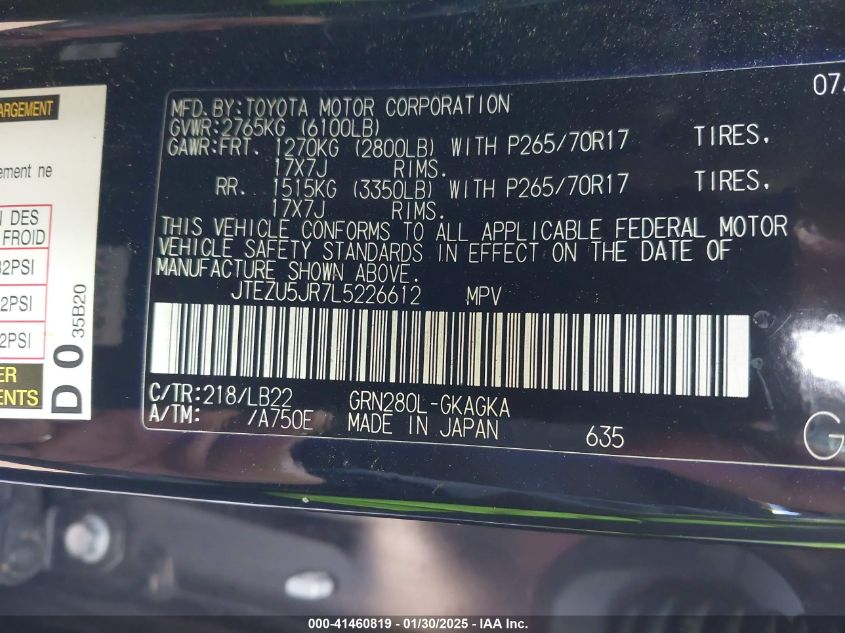 ARGEMENT
ement ne
N DES
FROID
32PSI
2PSI
2PSI
ER
ENTS
D 0 35B20
07
MFD.BY:TOYOTA MOTOR CORPORATION
GVWR:2765KG (6100LB)
GAWR:FRT. 1270KG (2800LB) WITH P265/70R17 TIRES,
17X7J RIMS.
RR. 1515KG (3350LB) WITH P265/70R17 TIRES,
17X7J RIMS.
THIS VEHICLE CONFORMS TO ALL APPLICABLE FEDERAL MOTOR
VEHICLE SAFETY STANDARDS IN EFFECT ON THE DATE OF
MANUFACTURE SHOWN ABOVE.
JTEZU5JR7L5226612 MPV
C/TR:218/LB22 GRN280L-GKAGKA
A/TM: /A750E MADE IN JAPAN 635
G
000-41460819 / 01/30/2025 - IAA Inc.